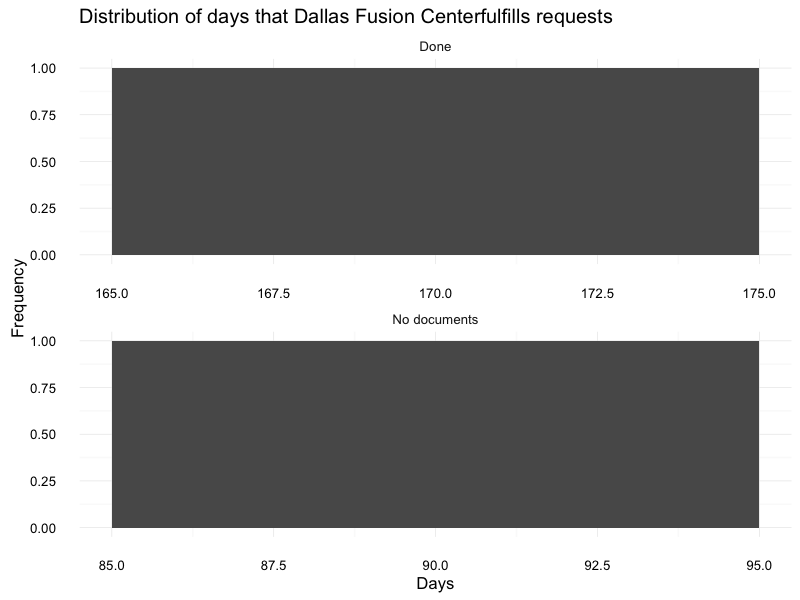 Distribution of days that Dallas Fusion Centerfulfills requests
Done
1.00
0.75
0.50
0.25
0.00
165.0 167.5 170.0 172.5 175.0
Frequency
No documents
1.00
0.75
0.50
0.25
0.00
85.0 87.5 90.0 92.5 95.0
Days